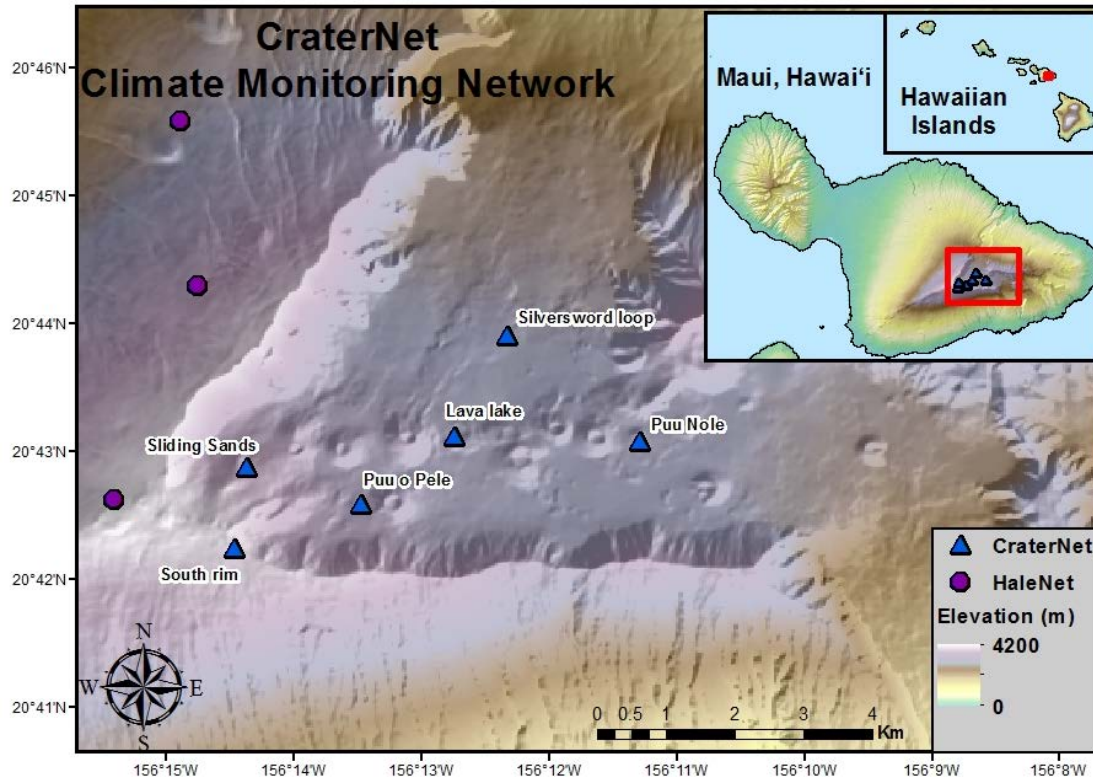 CraterNet
Climate Monitoring Network
Maui, Hawai‘i
Hawaiian
Islands
20°46'N
20°45'N
20°44'N
20°43'N
20°42'N
20°41'N
Silversword loop
Lava lake
Puu Nole
Sliding Sands
Puu o Pele
South rim
CraterNet
HaleNet
Elevation (m)
4200
0
N
W E
S
0 0.5 1 2 3 4
Km
156°15'W 156°14'W 156°13'W 156°12'W 156°11'W 156°10'W 156°9'W 156°8'W